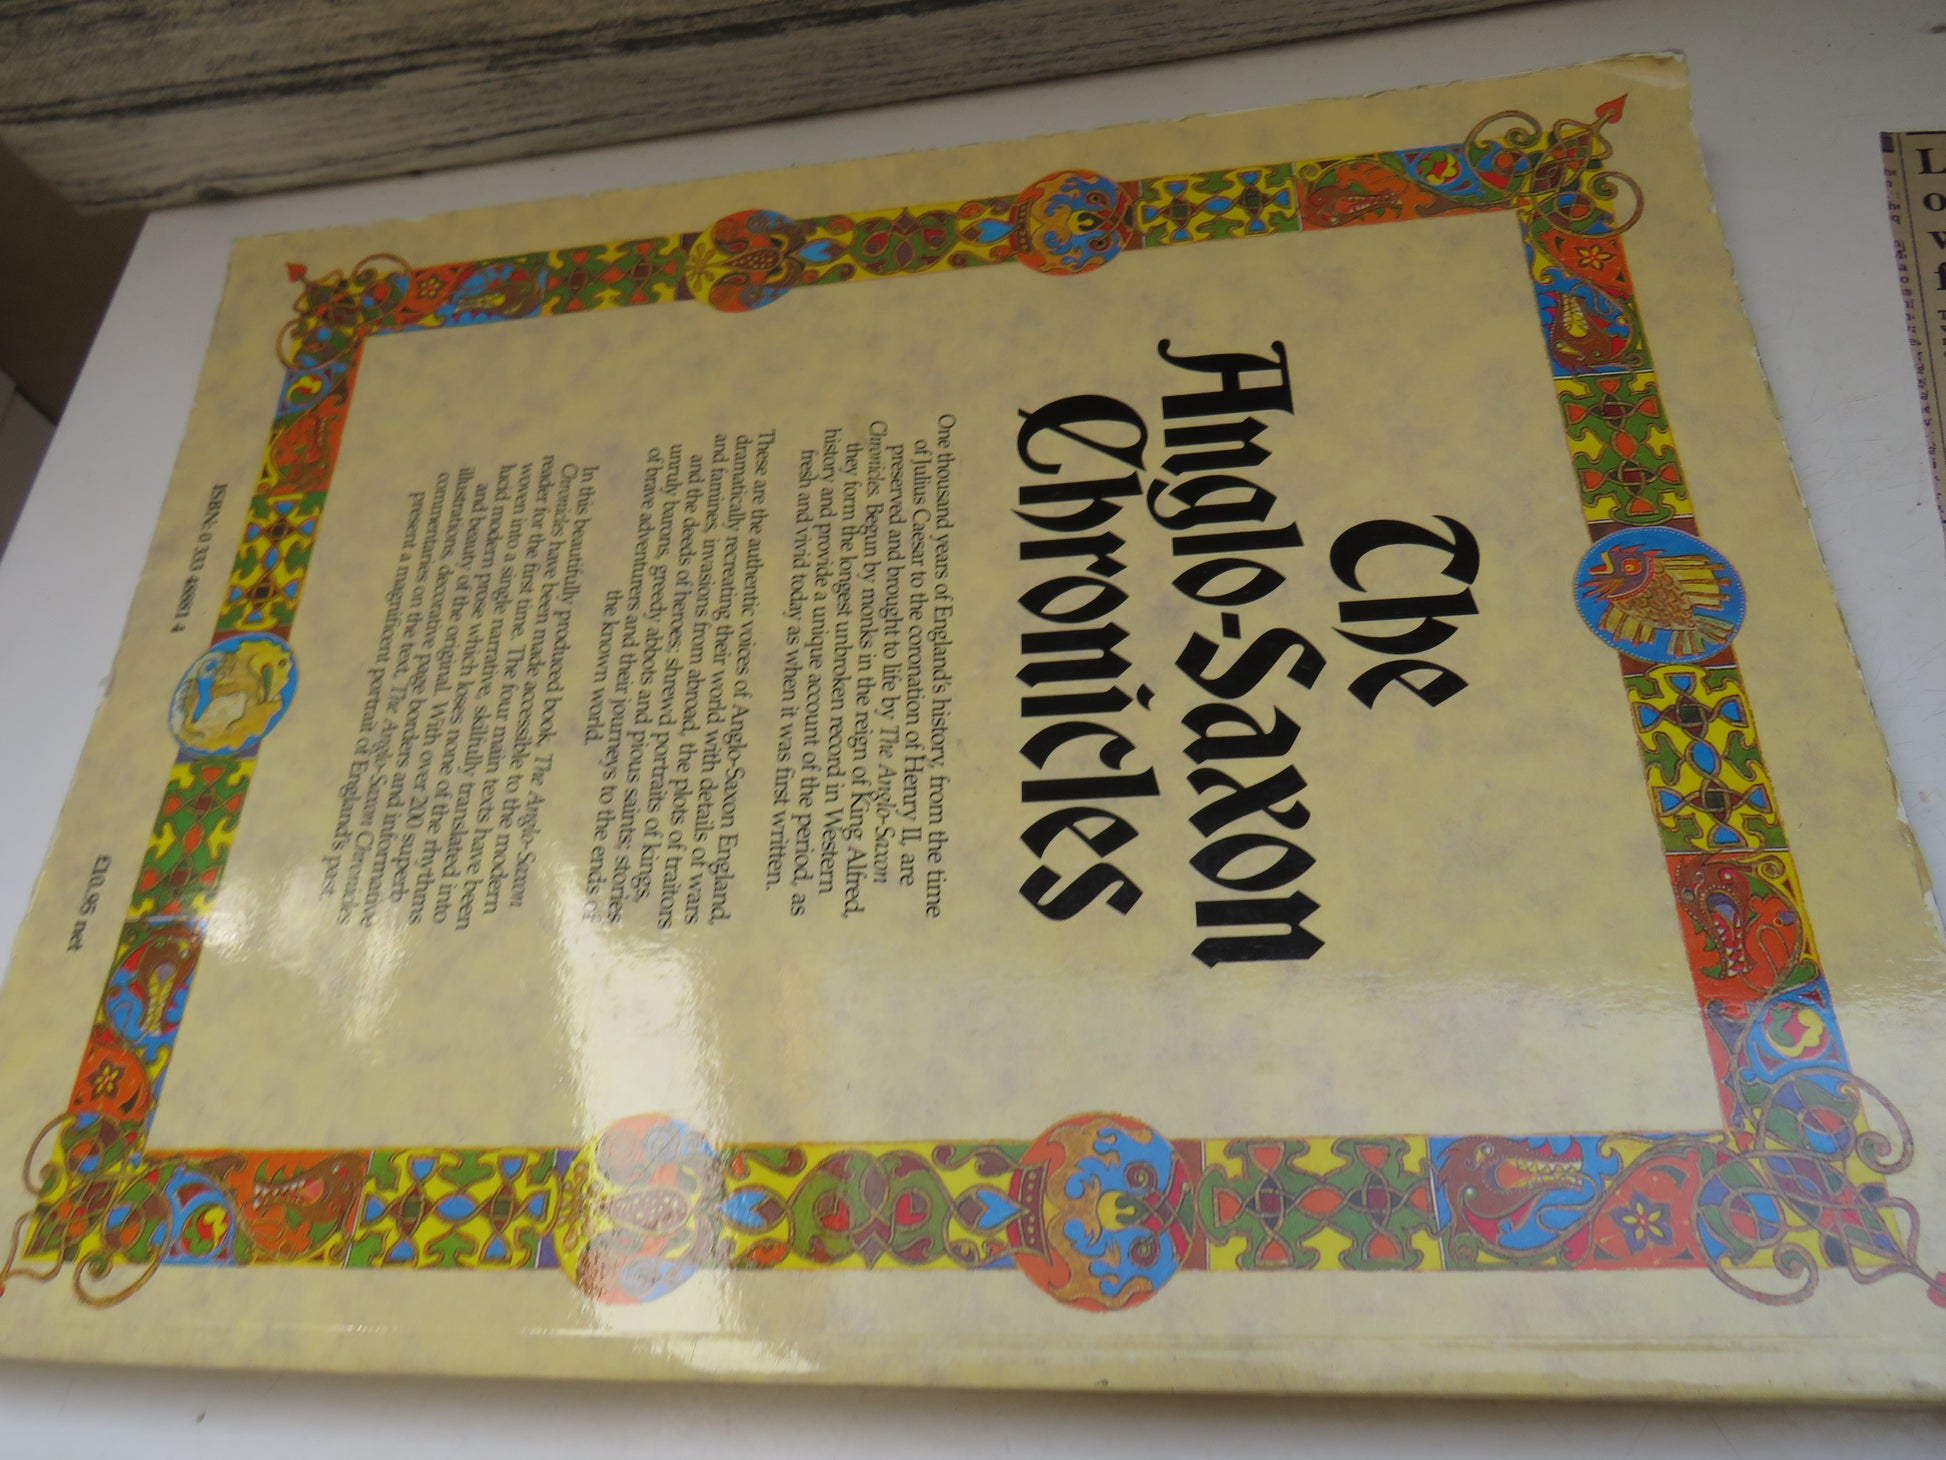 The
Anglo-Saxon
Chronicles
One thousand years of England's history, from the time
of Julius Caesar to the coronation of Henry II, are
preserved and brought to life by The Anglo-Saxon
Chronicles. Begun by monks in the reign of King Alfred,
they form the longest unbroken record in Western
history and provide a unique account of the period, as
fresh and vivid today as when it was first written.
These are the authentic voices of Anglo-Saxon England,
dramatically recreating their world with details of wars
and famines, invasions from abroad, the plots of traitors
and the deeds of heroes; shrewd portraits of kings,
unruly barons, greedy abbots and pious saints; stories
of brave adventurers and their journeys to the ends of
the known world.
In this beautifully produced book, The Anglo-Saxon
Chronicles have been made accessible to the modern
reader for the first time. The four main texts have been
woven into a single narrative, skilfully translated into
lucid modern prose which loses none of the rhythms
and beauty of the original. With over 200 superb
illustrations, decorative page borders and informative
commentaries on the text, The Anglo-Saxon Chronicles
present a magnificent portrait of England's past.
ISBN: 0 333 48881 4
£10.95 net
L
o